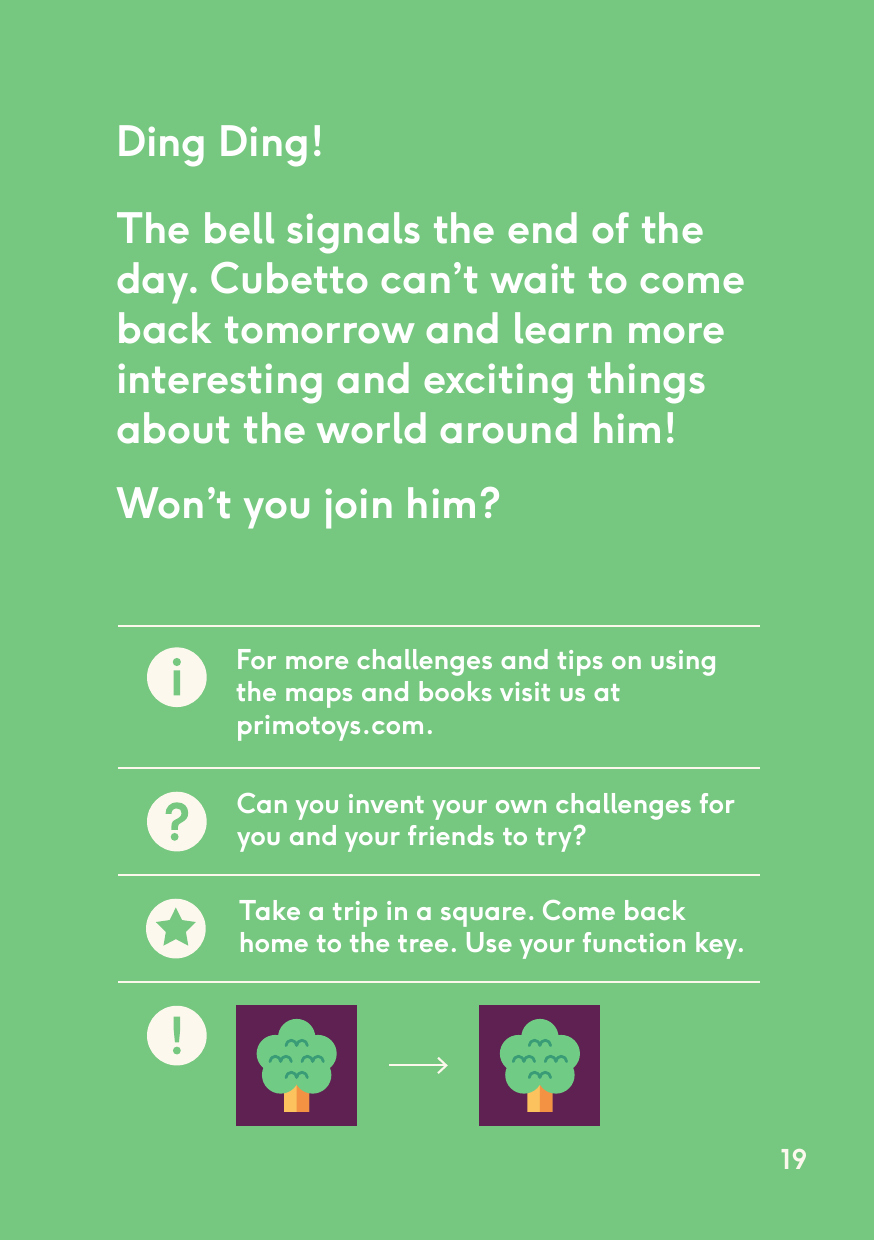 Ding Ding!
The bell signals the end of the
day. Cubetto can’t wait to come
back tomorrow and learn more
interesting and exciting things
about the world around him!
Won’t you join him?
i
For more challenges and tips on using
the maps and books visit us at
primotoys.com.
?
Can you invent your own challenges for
you and your friends to try?
Take a trip in a square. Come back
home to the tree. Use your function key.
!
19